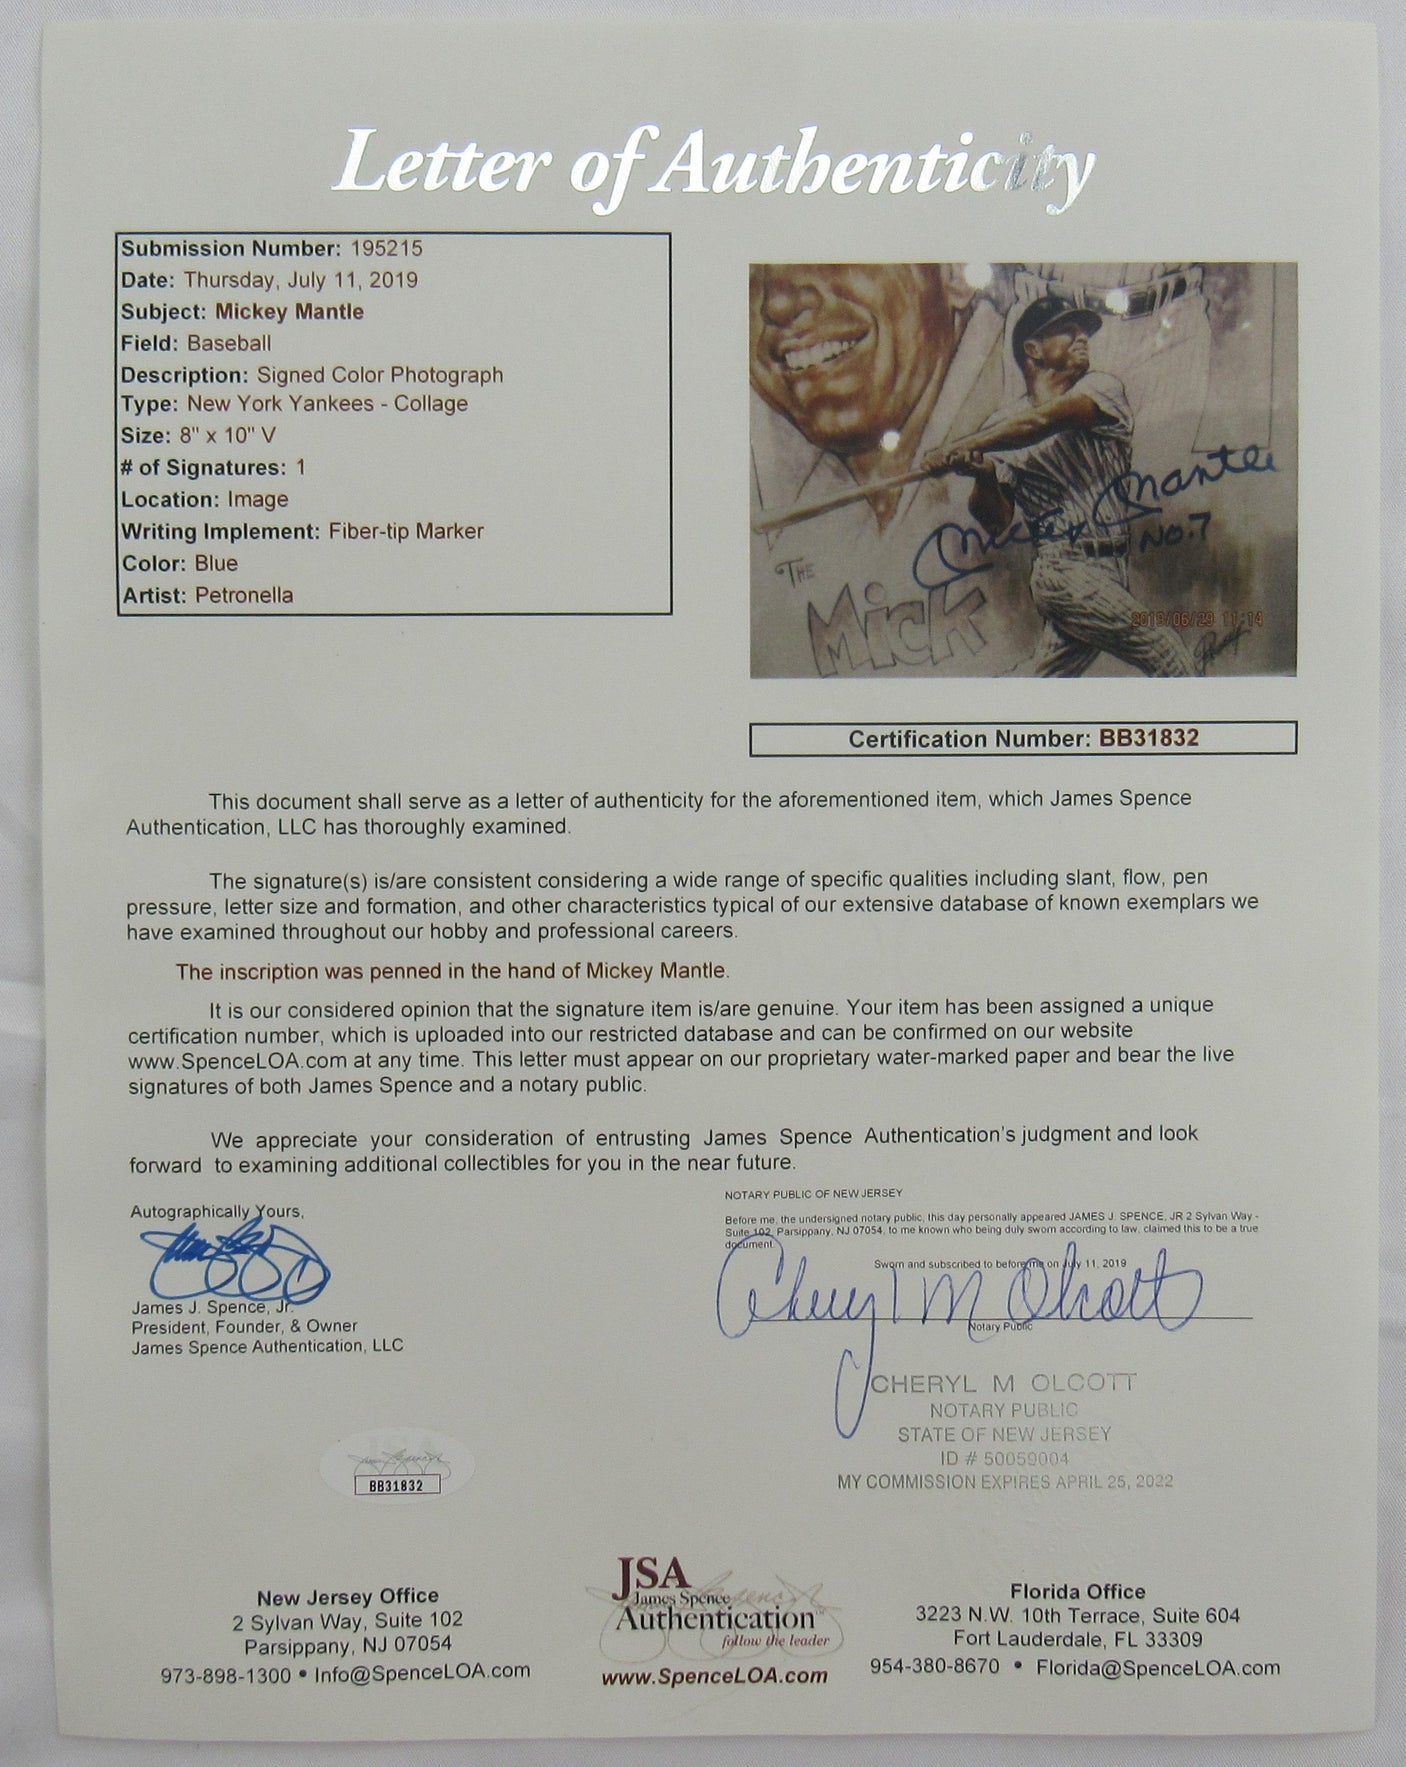 Letter of Authenticity
Submission Number: 195215
Date: Thursday, July 11, 2019
Subject: Mickey Mantle
Field: Baseball
Description: Signed Color Photograph
Type: New York Yankees - Collage
Size: 8" x 10" V
# of Signatures: 1
Location: Image
Writing Implement: Fiber-tip Marker
Color: Blue
Artist: Petronella
Mickey Mantle
No. 7
THE
Mick
2019/06/29 11:14
Certification Number: BB31832
This document shall serve as a letter of authenticity for the aforementioned item, which James Spence
Authentication, LLC has thoroughly examined.
The signature(s) is/are consistent considering a wide range of specific qualities including slant, flow, pen
pressure, letter size and formation, and other characteristics typical of our extensive database of known exemplars we
have examined throughout our hobby and professional careers.
The inscription was penned in the hand of Mickey Mantle.
It is our considered opinion that the signature item is/are genuine. Your item has been assigned a unique
certification number, which is uploaded into our restricted database and can be confirmed on our website
www.SpenceLOA.com at any time. This letter must appear on our proprietary water-marked paper and bear the live
signatures of both James Spence and a notary public.
We appreciate your consideration of entrusting James Spence Authentication's judgment and look
forward to examining additional collectibles for you in the near future.
Autographically Yours,
James J. Spence, Jr.
President, Founder, & Owner
James Spence Authentication, LLC
NOTARY PUBLIC OF NEW JERSEY
Before me, the undersigned notary public, this day personally appeared JAMES J. SPENCE, JR 2 Sylvan Way -
Suite 102, Parsippany, NJ 07054, to me known who being duly sworn according to law, claimed this to be a true
document.
Sworn and subscribed to before me on July 11, 2019
Cheryl M Olcott
Notary Public
CHERYL M OLCOTT
NOTARY PUBLIC
STATE OF NEW JERSEY
ID # 50059004
MY COMMISSION EXPIRES APRIL 25, 2022
BB31832
New Jersey Office
2 Sylvan Way, Suite 102
Parsippany, NJ 07054
973-898-1300 • Info@SpenceLOA.com
JSA
James Spence
Authentication™
follow the leader
www.SpenceLOA.com
Florida Office
3223 N.W. 10th Terrace, Suite 604
Fort Lauderdale, FL 33309
954-380-8670 • Florida@SpenceLOA.com